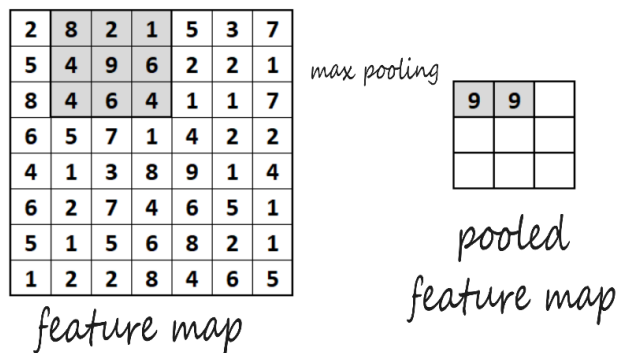 2 8 2 1 5 3 7
5 4 9 6 2 2 1
8 4 6 4 1 1 7
6 5 7 1 4 2 2
4 1 3 8 9 1 4
6 2 7 4 6 5 1
5 1 5 6 8 2 1
1 2 2 8 4 6 5
feature map
max pooling
9 9
pooled
feature map